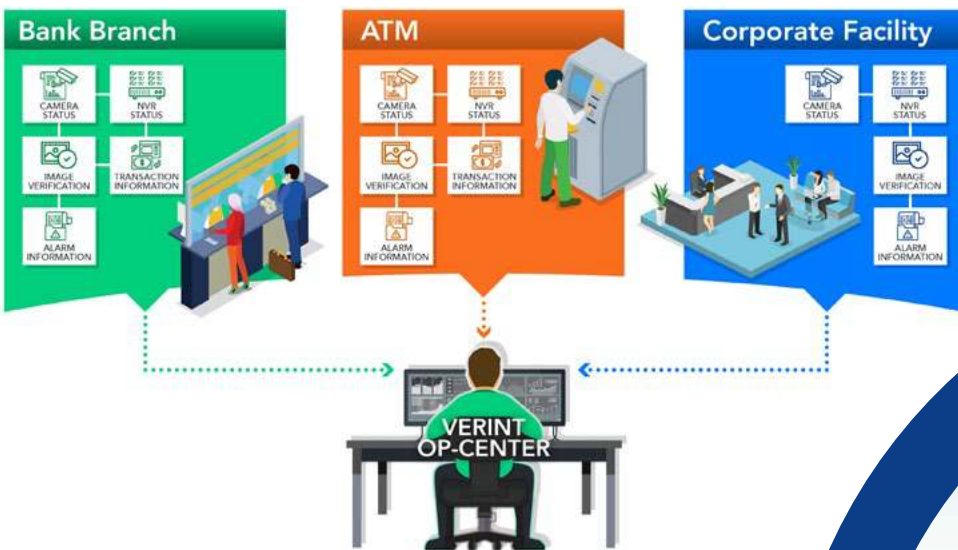 Bank Branch
CAMERA
STATUS
NVR
STATUS
IMAGE
VERIFICATION
TRANSACTION
INFORMATION
ALARM
INFORMATION
ATM
CAMERA
STATUS
NVR
STATUS
IMAGE
VERIFICATION
TRANSACTION
INFORMATION
ALARM
INFORMATION
Corporate Facility
CAMERA
STATUS
NVR
STATUS
IMAGE
VERIFICATION
ALARM
INFORMATION
VERINT
OP-CENTER